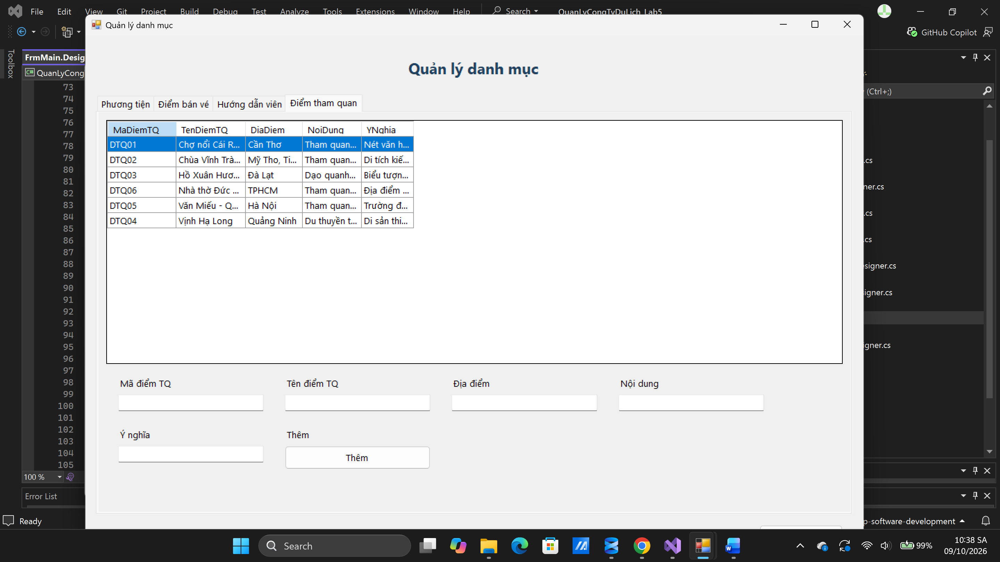 File Edit View Git Project Build Debug Test Analyze Tools Extensions Window Help Search QuanLyCongTyDuLich_Lab5
Quản lý danh mục
GitHub Copilot
Toolbox
FrmMain.Desig
C# QuanLyCong
(Ctrl+;)
Quản lý danh mục
Phương tiện Điểm bán vé Hướng dẫn viên Điểm tham quan
MaDiemTQ TenDiemTQ DiaDiem NoiDung YNghia
DTQ01 Chợ nổi Cái R... Cần Thơ Tham quan... Nét văn h...
DTQ02 Chùa Vĩnh Trà... Mỹ Tho, Ti... Tham quan... Di tích kiế...
DTQ03 Hồ Xuân Hươ... Đà Lạt Dạo quanh... Biểu tượn...
DTQ06 Nhà thờ Đức ... TPHCM Tham quan... Địa điểm ...
DTQ05 Văn Miếu - Q... Hà Nội Tham quan... Trường đ...
DTQ04 Vịnh Hạ Long Quảng Ninh Du thuyền t... Di sản thi...
Mã điểm TQ Tên điểm TQ Địa điểm Nội dung
Ý nghĩa Thêm
Thêm
73
74
75
76
77
78
79
80
81
82
83
84
85
86
87
88
89
90
91
92
93
94
95
96
97
98
99
100
101
102
103
104
105
.cs
ner.cs
.cs
.cs
esigner.cs
signer.cs
igner.cs
100 %
Error List
Ready
p-software-development
Search
99%
10:38 SA
09/10/2026